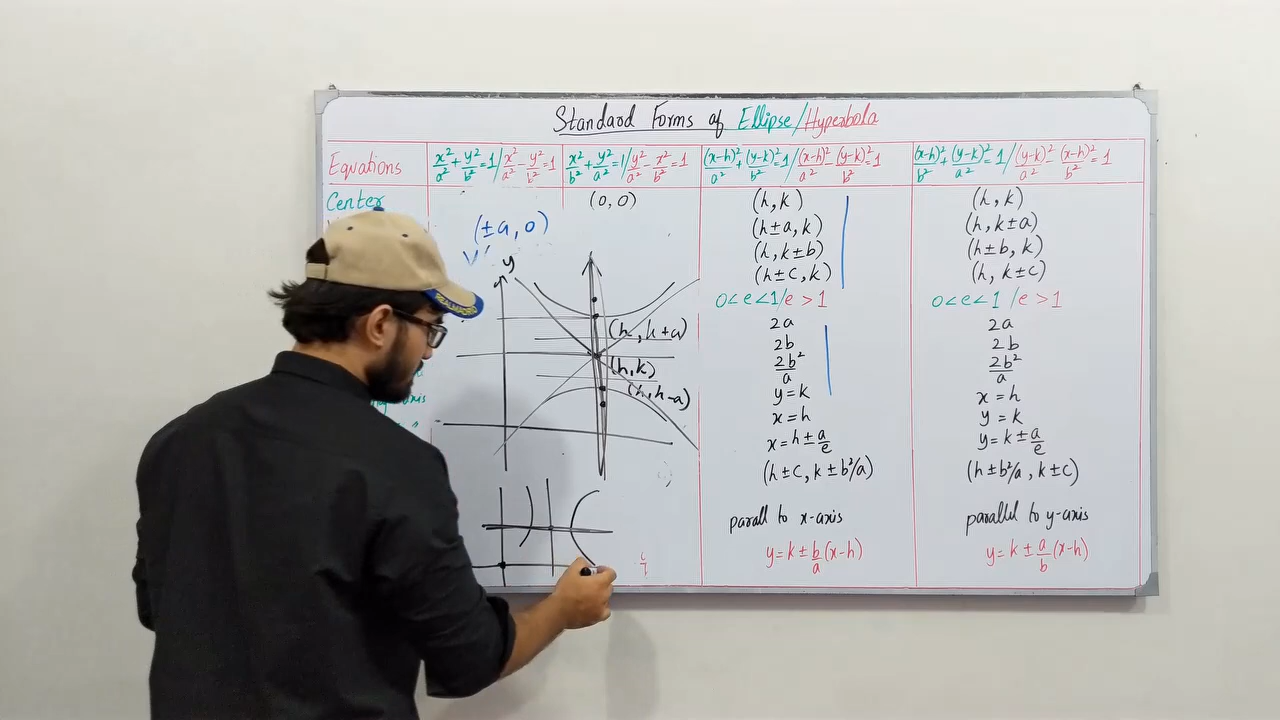 Standard Forms of Ellipse/Hyperbola
Equations
x²/a² + y²/b² = 1 / x²/a² - y²/b² = 1
x²/b² + y²/a² = 1 / y²/a² - x²/b² = 1
(x-h)²/a² + (y-k)²/b² = 1 / (x-h)²/a² - (y-k)²/b² = 1
(x-h)²/b² + (y-k)²/a² = 1 / (y-k)²/a² - (x-h)²/b² = 1
Center
(0,0)
(±a, 0)
y
(h, k±a)
(h,k)
(h, k-a)
axis
(h, k)
(h±a, k)
(h, k±b)
(h±c, k)
0<e<1/e>1
2a
2b
2b²/a
y=k
x=h
x=h±a/e
(h±c, k±b²/a)
parall to x-axis
y=k±b/a(x-h)
(h, k)
(h, k±a)
(h±b, k)
(h, k±c)
0<e<1/e>1
2a
2b
2b²/a
x=h
y=k
y=k±a/e
(h±b²/a, k±c)
parallel to y-axis
y=k±a/b(x-h)